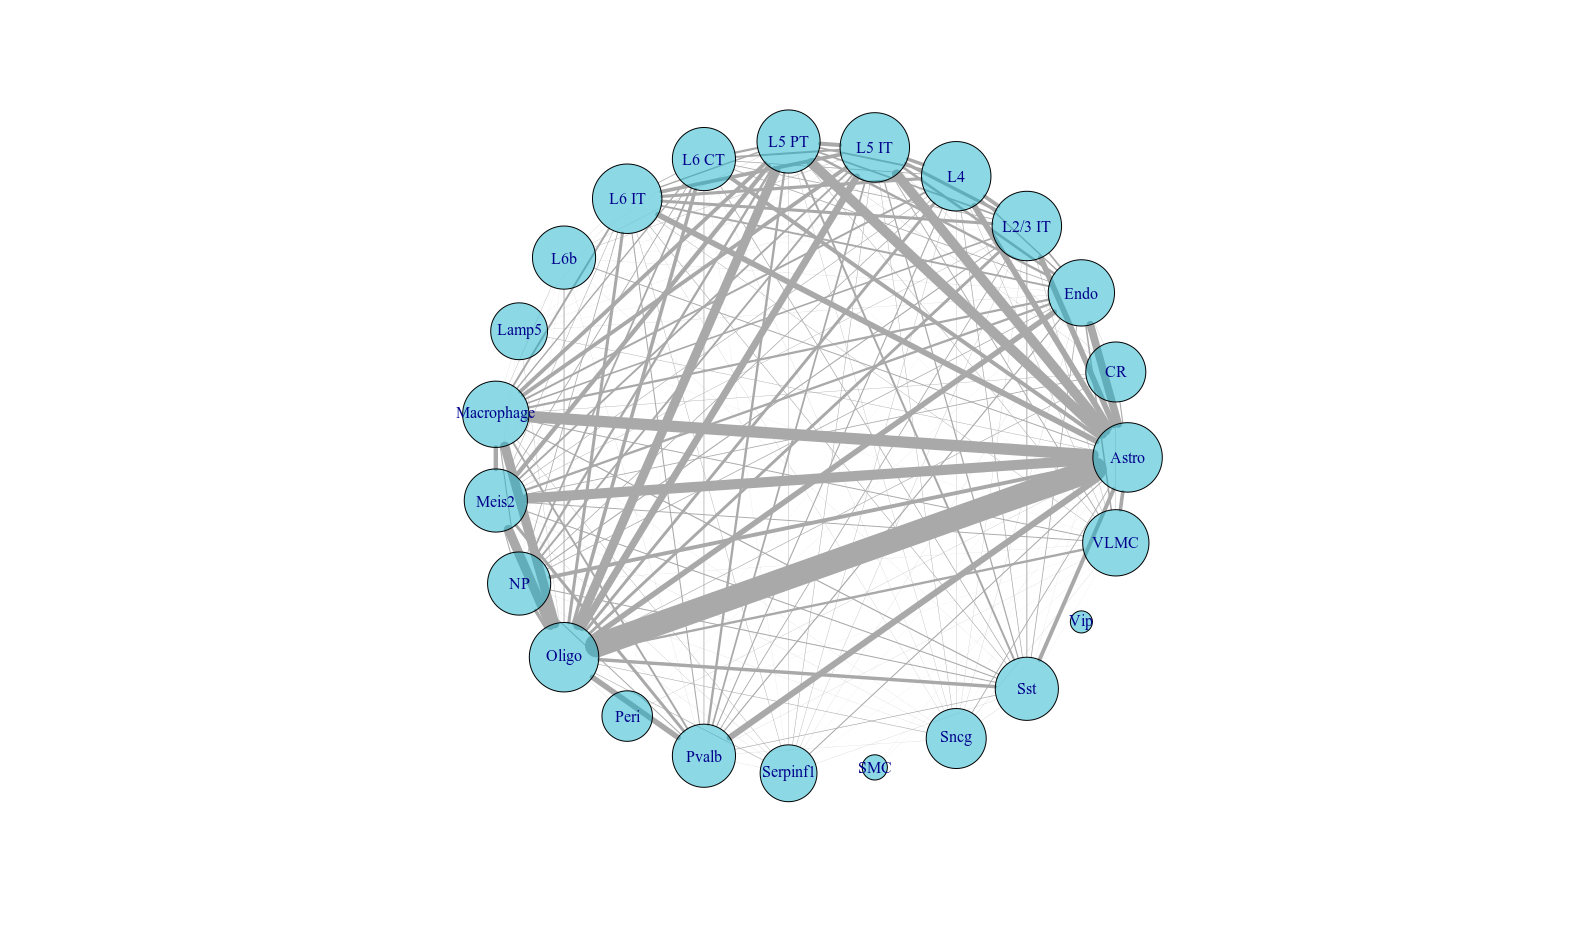 L5 PT
L5 IT
L6 CT
L4
L6 IT
L2/3 IT
L6b
Endo
Lamp5
CR
Macrophage
Astro
Meis2
VLMC
NP
Vip
Oligo
Sst
Peri
Sncg
Pvalb
SMC
Serpinf1